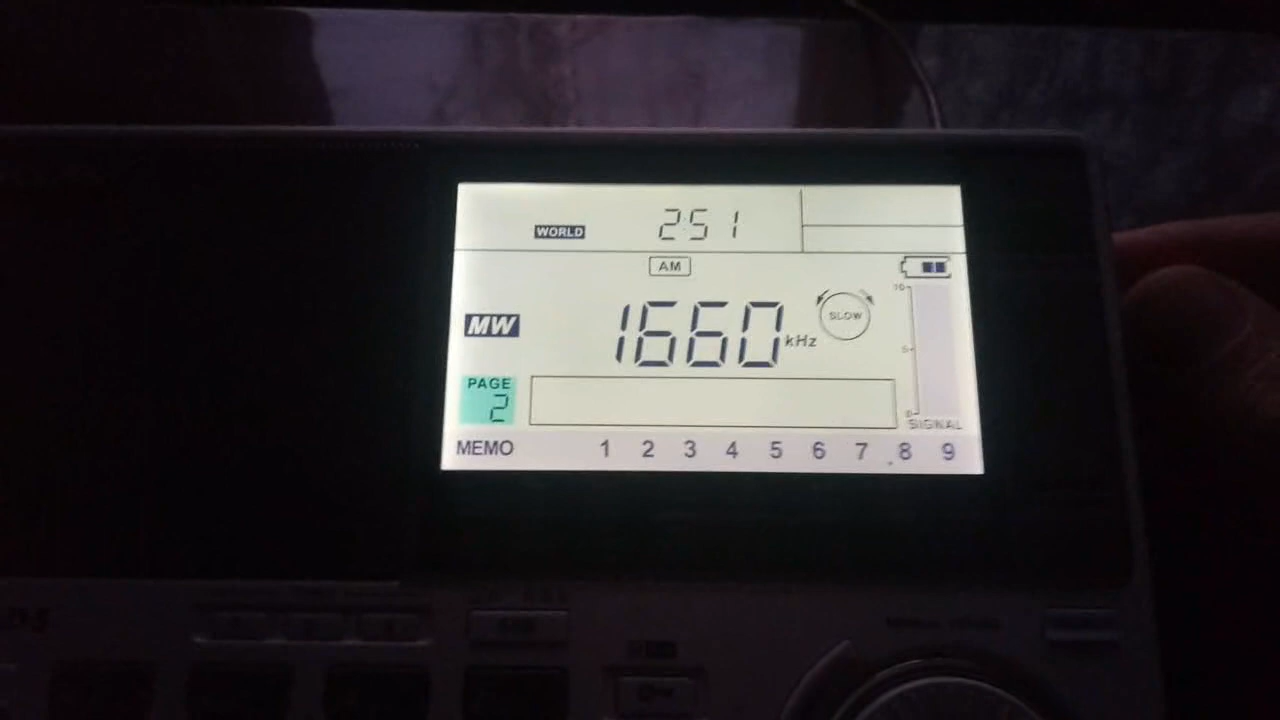 WORLD 2:51
AM
10
MW 1660 kHz SLOW
5
PAGE
2
0
SIGNAL
MEMO 1 2 3 4 5 6 7 8 9